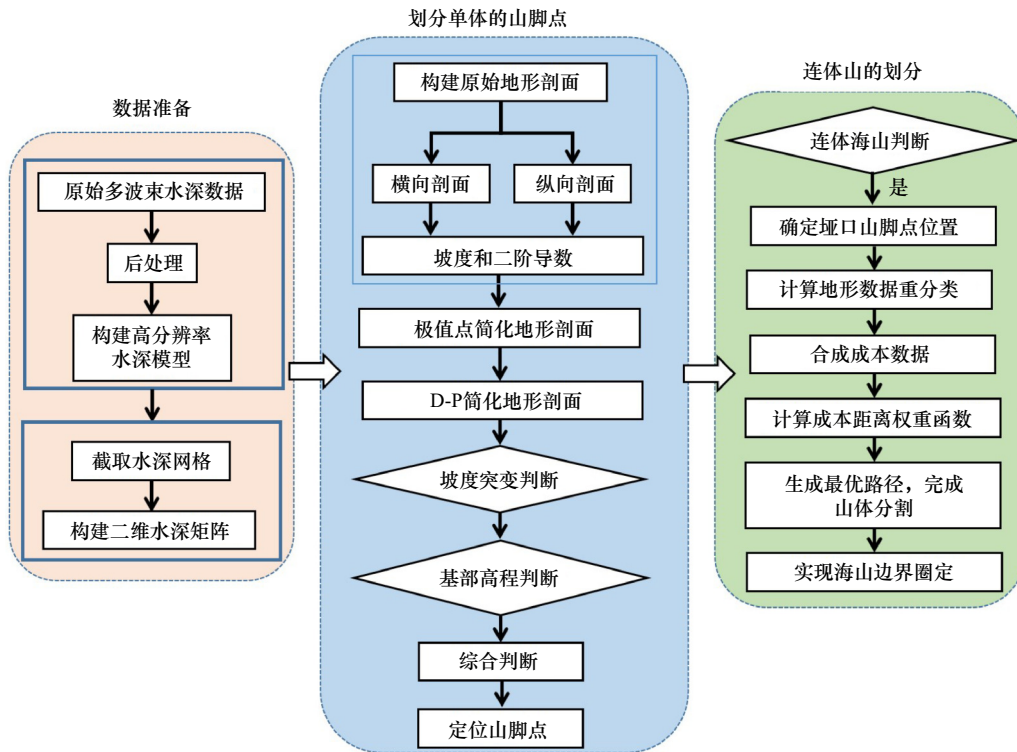 数据准备
原始多波束水深数据
后处理
构建高分辨率
水深模型
截取水深网格
构建二维水深矩阵
划分单体的山脚点
构建原始地形剖面
横向剖面
纵向剖面
坡度和二阶导数
极值点简化地形剖面
D-P简化地形剖面
坡度突变判断
基部高程判断
综合判断
定位山脚点
连体山的划分
连体海山判断
是
确定垭口山脚点位置
计算地形数据重分类
合成成本数据
计算成本距离权重函数
生成最优路径，完成
山体分割
实现海山边界圈定